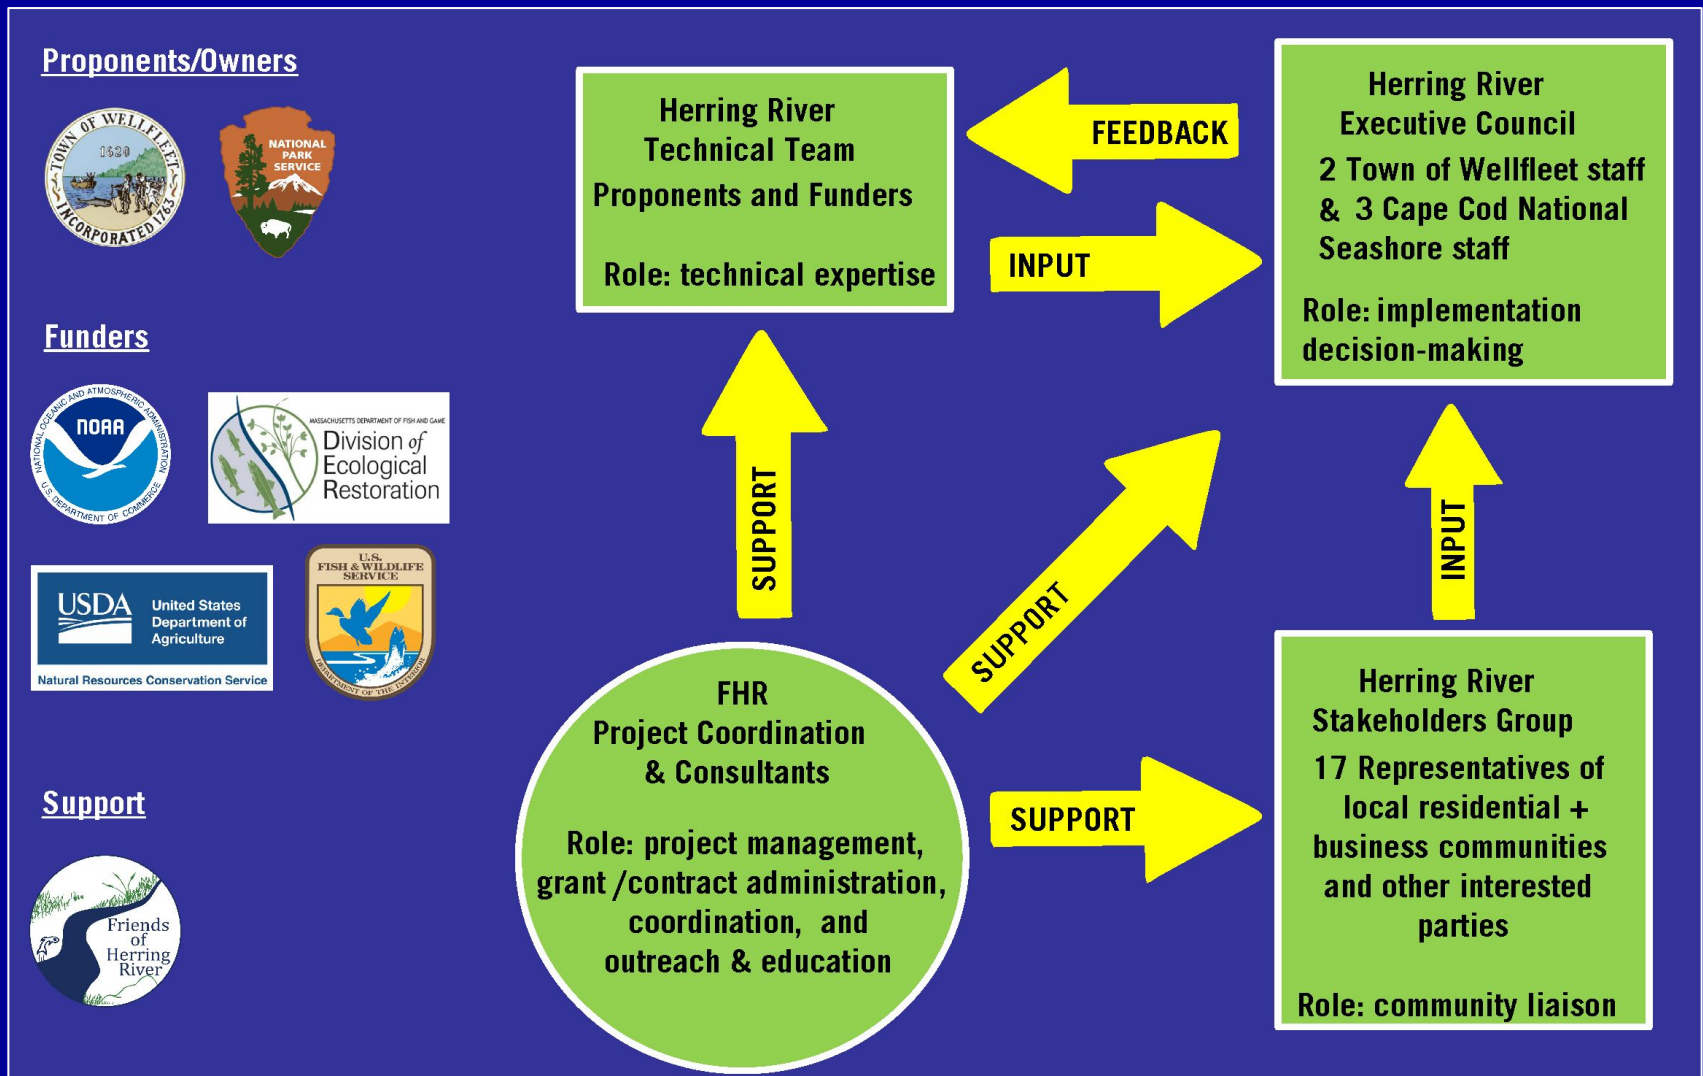 Proponents/Owners
TOWN OF WELLFLEET
1620
INCORPORATED 1763
NATIONAL
PARK
SERVICE
Funders
NATIONAL OCEANIC AND ATMOSPHERIC ADMINISTRATION
NOAA
U.S. DEPARTMENT OF COMMERCE
MASSACHUSETTS DEPARTMENT OF FISH AND GAME
Division of
Ecological
Restoration
USDA
United States
Department of
Agriculture
Natural Resources Conservation Service
U.S.
FISH & WILDLIFE
SERVICE
DEPARTMENT OF THE INTERIOR
Support
Friends
of
Herring
River
Herring River
Technical Team
Proponents and Funders
Role: technical expertise
FEEDBACK
INPUT
Herring River
Executive Council
2 Town of Wellfleet staff
& 3 Cape Cod National
Seashore staff
Role: implementation
decision-making
SUPPORT
SUPPORT
INPUT
FHR
Project Coordination
& Consultants
Role: project management,
grant /contract administration,
coordination, and
outreach & education
SUPPORT
Herring River
Stakeholders Group
17 Representatives of
local residential +
business communities
and other interested
parties
Role: community liaison